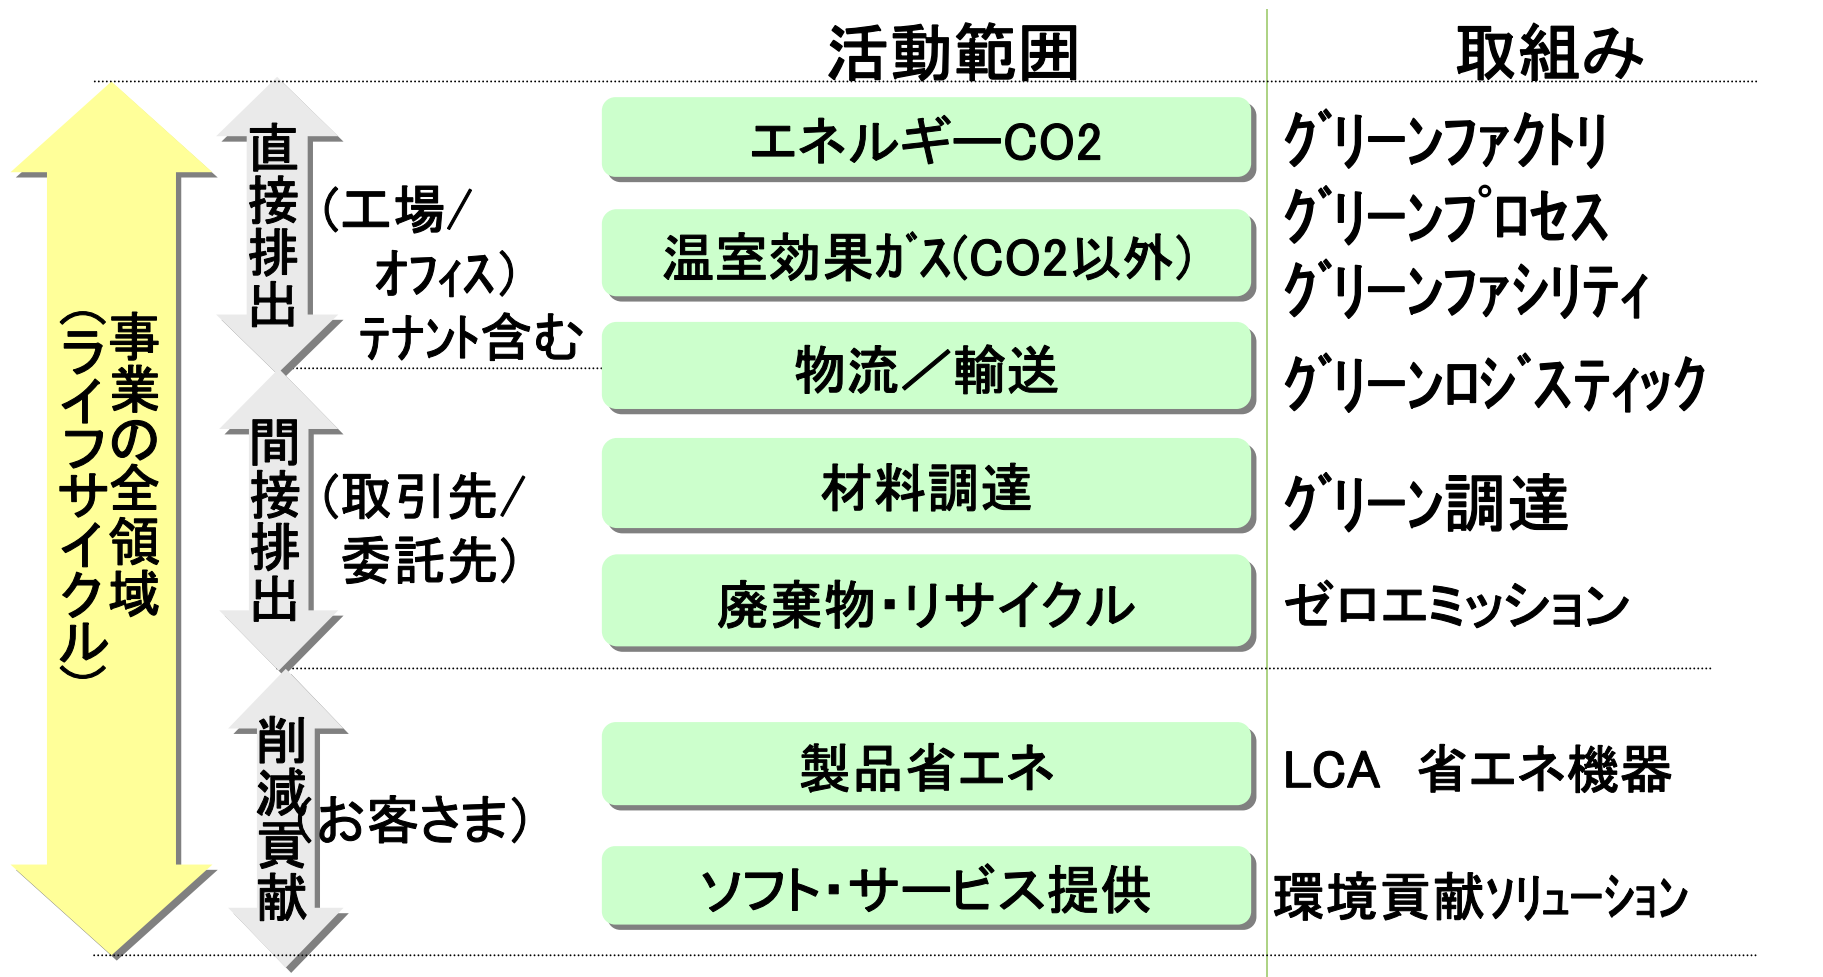 活動範囲
取組み
事業の全領域
（ライフサイクル）
直接排出
（工場/
オフィス）
テナント含む
エネルギーCO2
温室効果ガス(CO2以外）
物流／輸送
グリーンファクトリ
グリーンプロセス
グリーンファシリティ
グリーンロジスティック
間接排出
（取引先/
委託先）
材料調達
グリーン調達
廃棄物・リサイクル
ゼロエミッション
削減貢献
（お客さま）
製品省エネ
LCA　省エネ機器
ソフト・サービス提供
環境貢献ソリューション